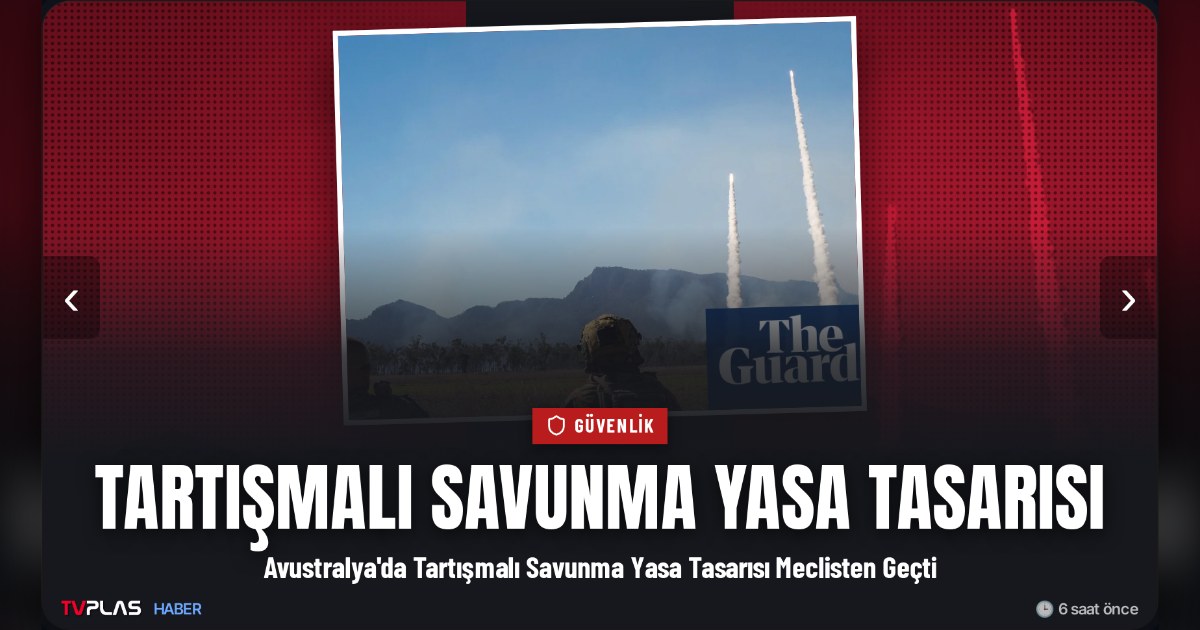 The
Guard
GÜVENLİK
TARTIŞMALI SAVUNMA YASA TASARISI
Avustralya'da Tartışmalı Savunma Yasa Tasarısı Meclisten Geçti
TVPLAS HABER
6 saat önce